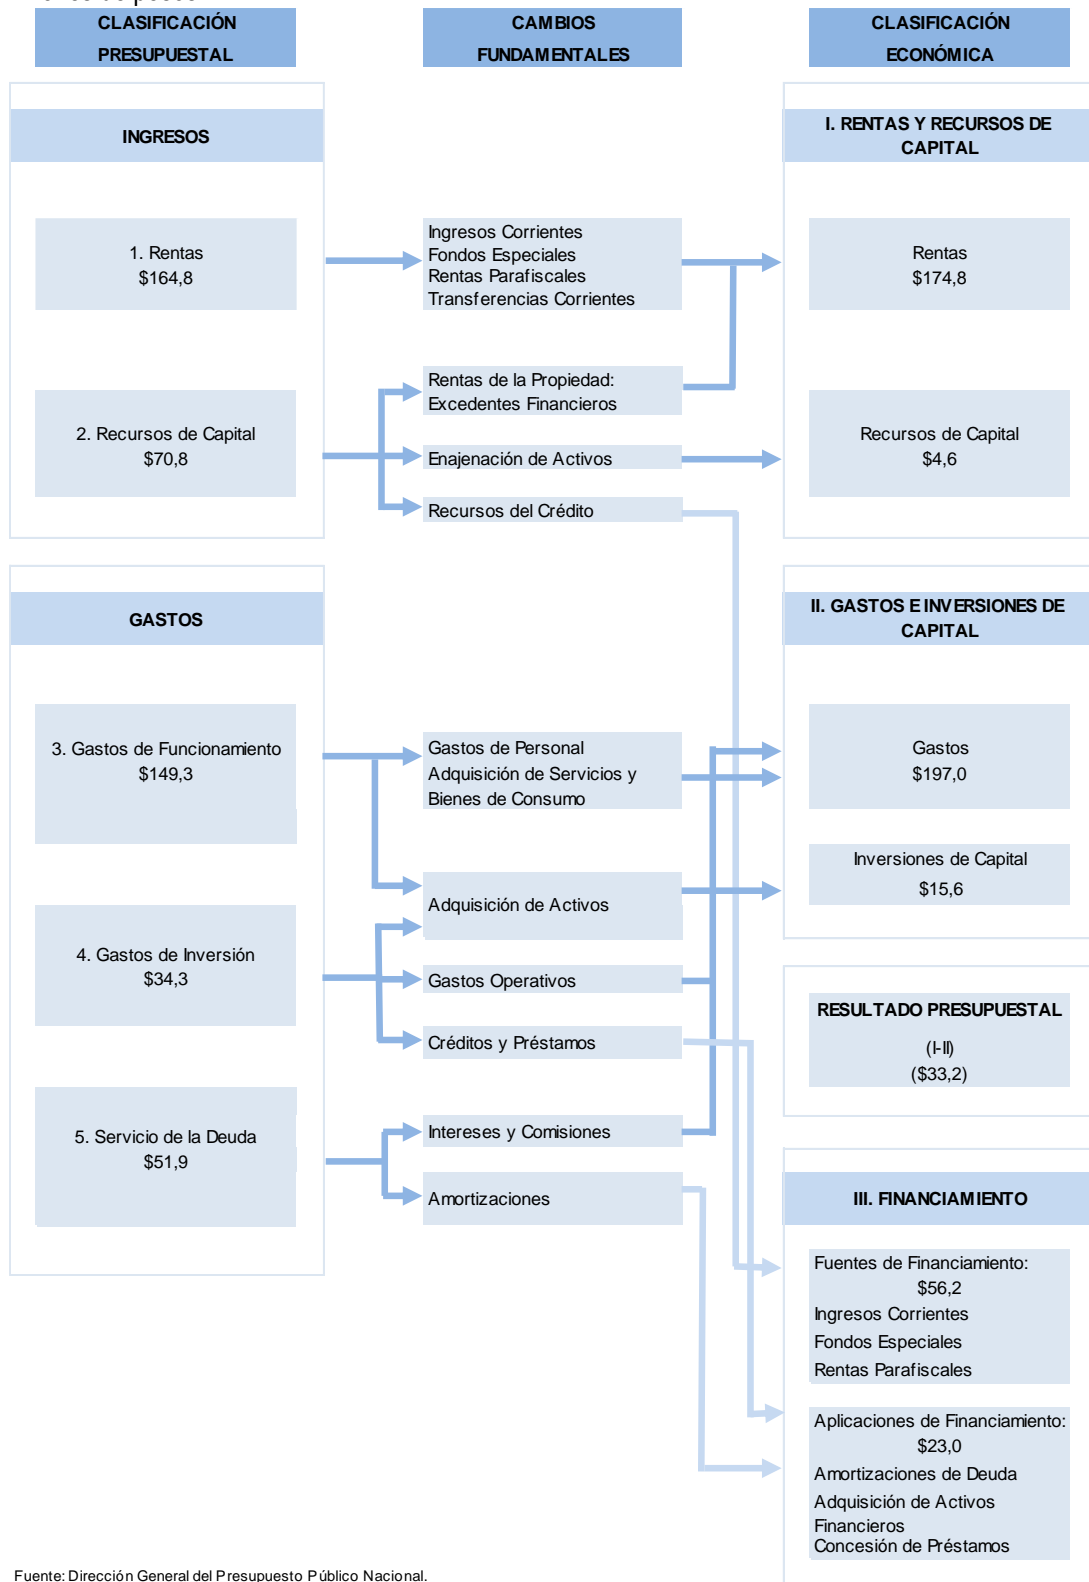 CLASIFICACIÓN
PRESUPUESTAL
CAMBIOS
FUNDAMENTALES
CLASIFICACIÓN
ECONÓMICA
INGRESOS
I. RENTAS Y RECURSOS DE
CAPITAL
1. Rentas
$164,8
Ingresos Corrientes
Fondos Especiales
Rentas Parafiscales
Transferencias Corrientes
Rentas
$174,8
2. Recursos de Capital
$70,8
Rentas de la Propiedad:
Excedentes Financieros
Enajenación de Activos
Recursos del Crédito
Recursos de Capital
$4,6
GASTOS
II. GASTOS E INVERSIONES DE
CAPITAL
3. Gastos de Funcionamiento
$149,3
Gastos de Personal
Adquisición de Servicios y
Bienes de Consumo
Gastos
$197,0
Adquisición de Activos
Inversiones de Capital
$15,6
4. Gastos de Inversión
$34,3
Gastos Operativos
Créditos y Préstamos
RESULTADO PRESUPUESTAL
(I-II)
($33,2)
5. Servicio de la Deuda
$51,9
Intereses y Comisiones
Amortizaciones
III. FINANCIAMIENTO
Fuentes de Financiamiento:
$56,2
Ingresos Corrientes
Fondos Especiales
Rentas Parafiscales
Aplicaciones de Financiamiento:
$23,0
Amortizaciones de Deuda
Adquisición de Activos
Financieros
Concesión de Préstamos
Fuente: Dirección General del Presupuesto Público Nacional.